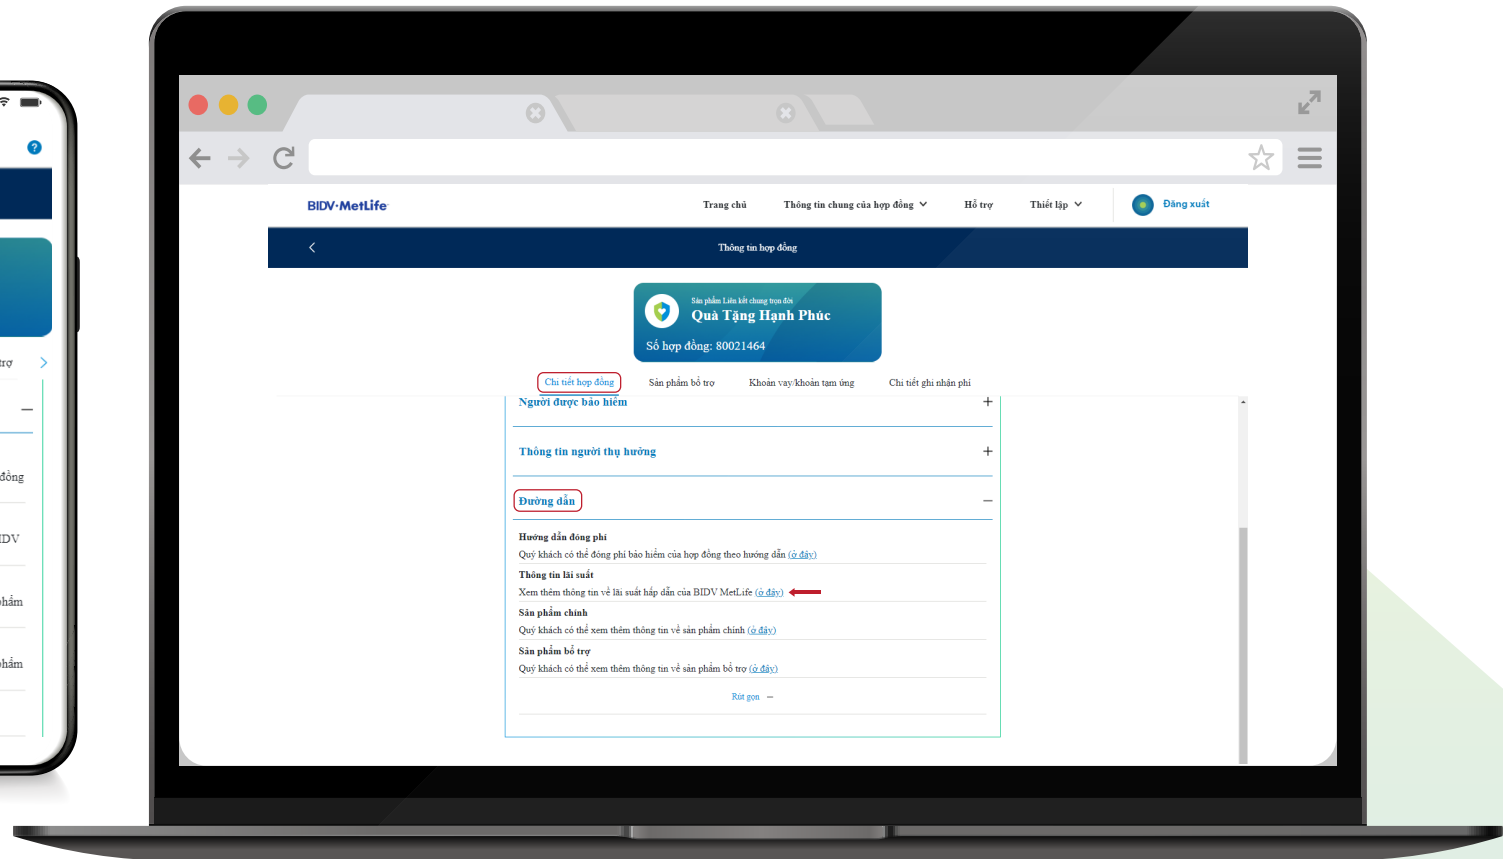 trợ
đồng
IDV
phẩm
phẩm
BIDV MetLife
Trang chủ
Thông tin chung của hợp đồng
Hỗ trợ
Thiết lập
Đăng xuất
Thông tin hợp đồng
Sản phẩm Liên kết chung trọn đời
Quà Tặng Hạnh Phúc
Số hợp đồng: 80021464
Chi tiết hợp đồng
Sản phẩm bổ trợ
Khoản vay/khoản tạm ứng
Chi tiết ghi nhận phí
Người được bảo hiểm
Thông tin người thụ hưởng
Đường dẫn
Hướng dẫn đóng phí
Quý khách có thể đóng phí bảo hiểm của hợp đồng theo hướng dẫn (ở đây)
Thông tin lãi suất
Xem thêm thông tin về lãi suất hấp dẫn của BIDV MetLife (ở đây)
Sản phẩm chính
Quý khách có thể xem thêm thông tin về sản phẩm chính (ở đây)
Sản phẩm bổ trợ
Quý khách có thể xem thêm thông tin về sản phẩm bổ trợ (ở đây)
Rút gọn